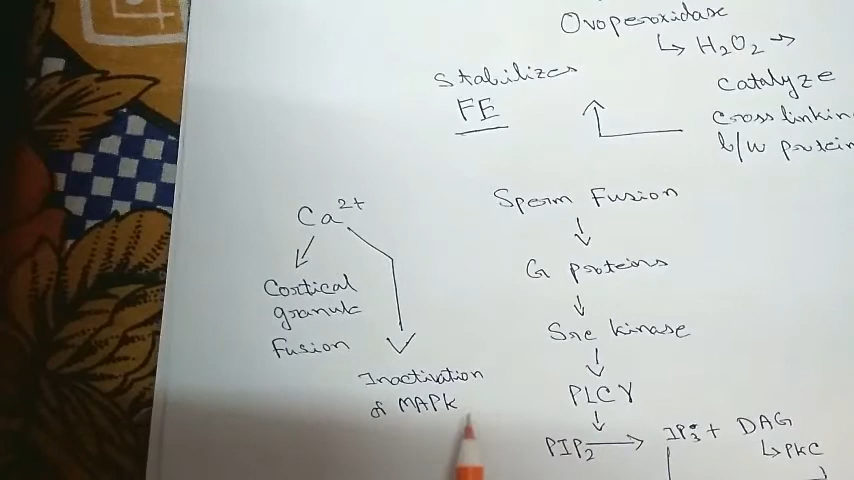 Ovoperoxidase
↳ H2O2 →
Stabilizes
FE
catalyze
cross linkin
b/w protein
Sperm Fusion
↓
G proteins
↓
Sre kinase
↓
PLCγ
↓
PIP2 → IP3 + DAG
↳ PKC
Ca2+
Cortical
granule
Fusion
Inactivation
of MAPK